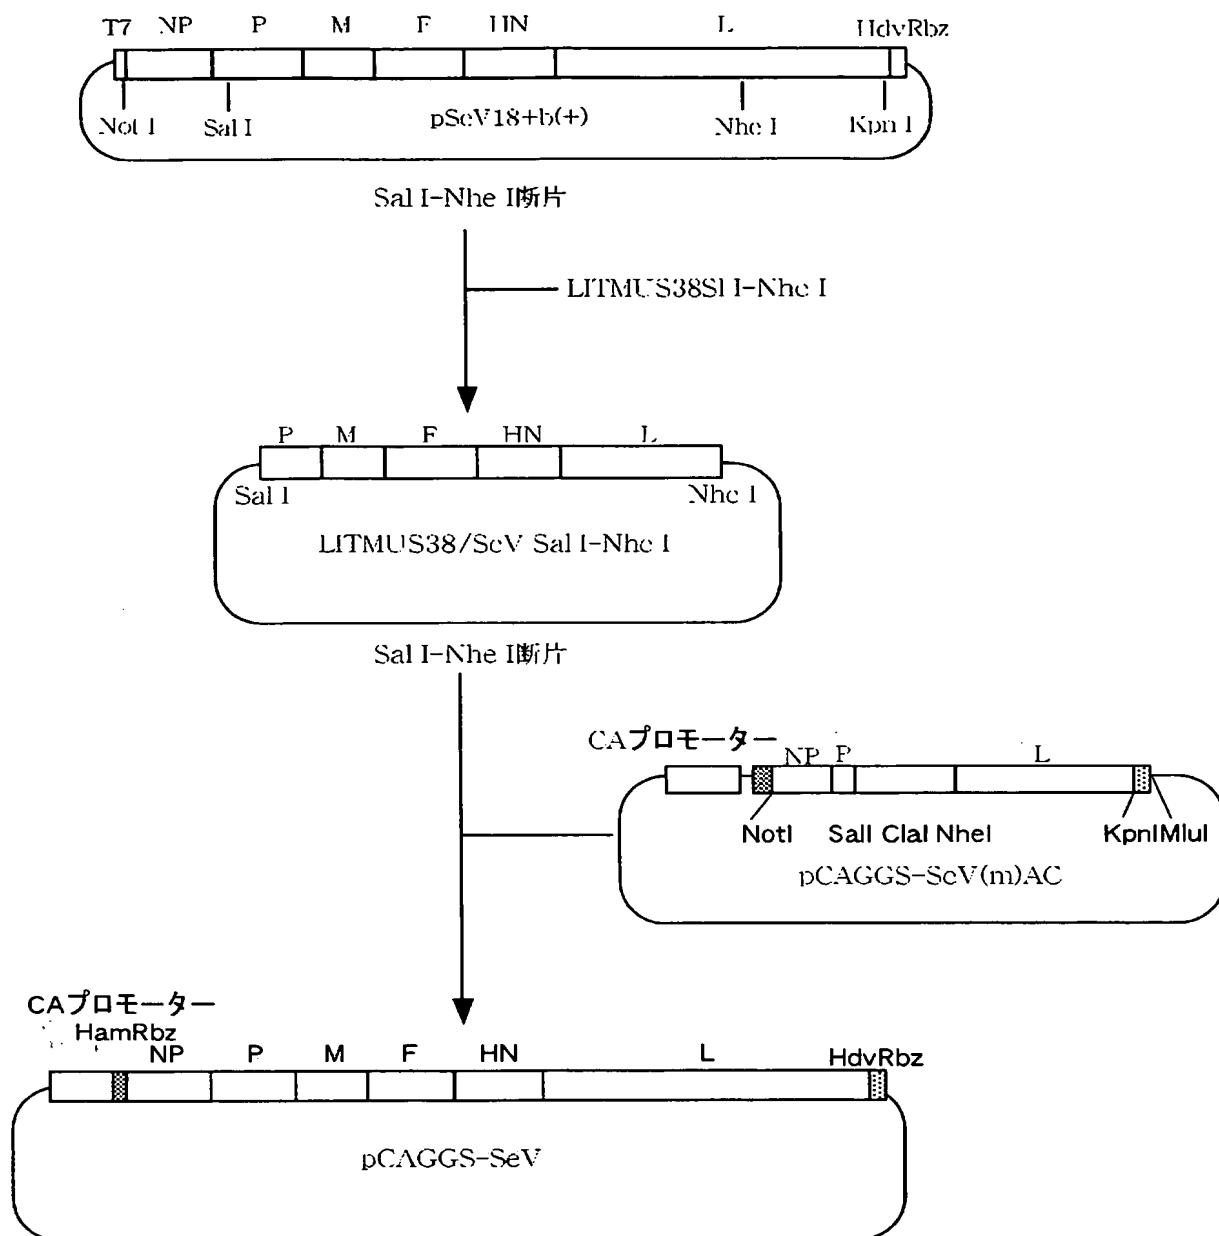 T7 NP P M F HN L HdvRbz
Not I Sal I pSeV18+b(+) Nhe I Kpn I
Sal I-Nhe I断片
LITMUS38Sl I-Nhe I
P M F HN L
Sal I Nhe I
LITMUS38/SeV Sal I-Nhe I
Sal I-Nhe I断片
CAプロモーター
NP P L
NotI SalI ClaI NheI KpnIMluI
pCAGGS-SeV(m)AC
CAプロモーター
HamRbz
NP P M F HN L HdvRbz
pCAGGS-SeV